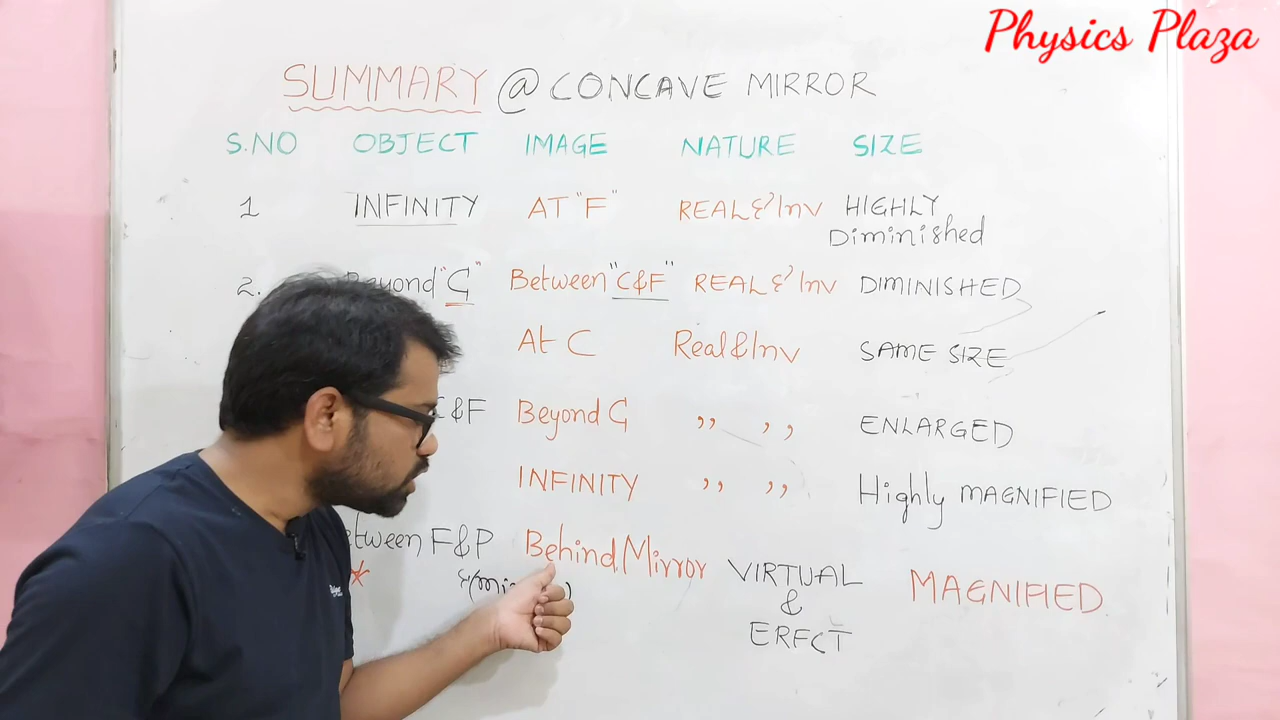 Physics Plaza
SUMMARY @ CONCAVE MIRROR
S.NO OBJECT IMAGE NATURE SIZE
1 INFINITY AT "F" REAL & Inv HIGHLY
Diminished
2. Beyond "C" Between "C&F" REAL & Inv DIMINISHED
At C Real & Inv SAME SIZE
C&F Beyond C ,, ,, ENLARGED
INFINITY ,, ,, Highly MAGNIFIED
etween F&P Behind Mirror VIRTUAL MAGNIFIED
&
ERECT